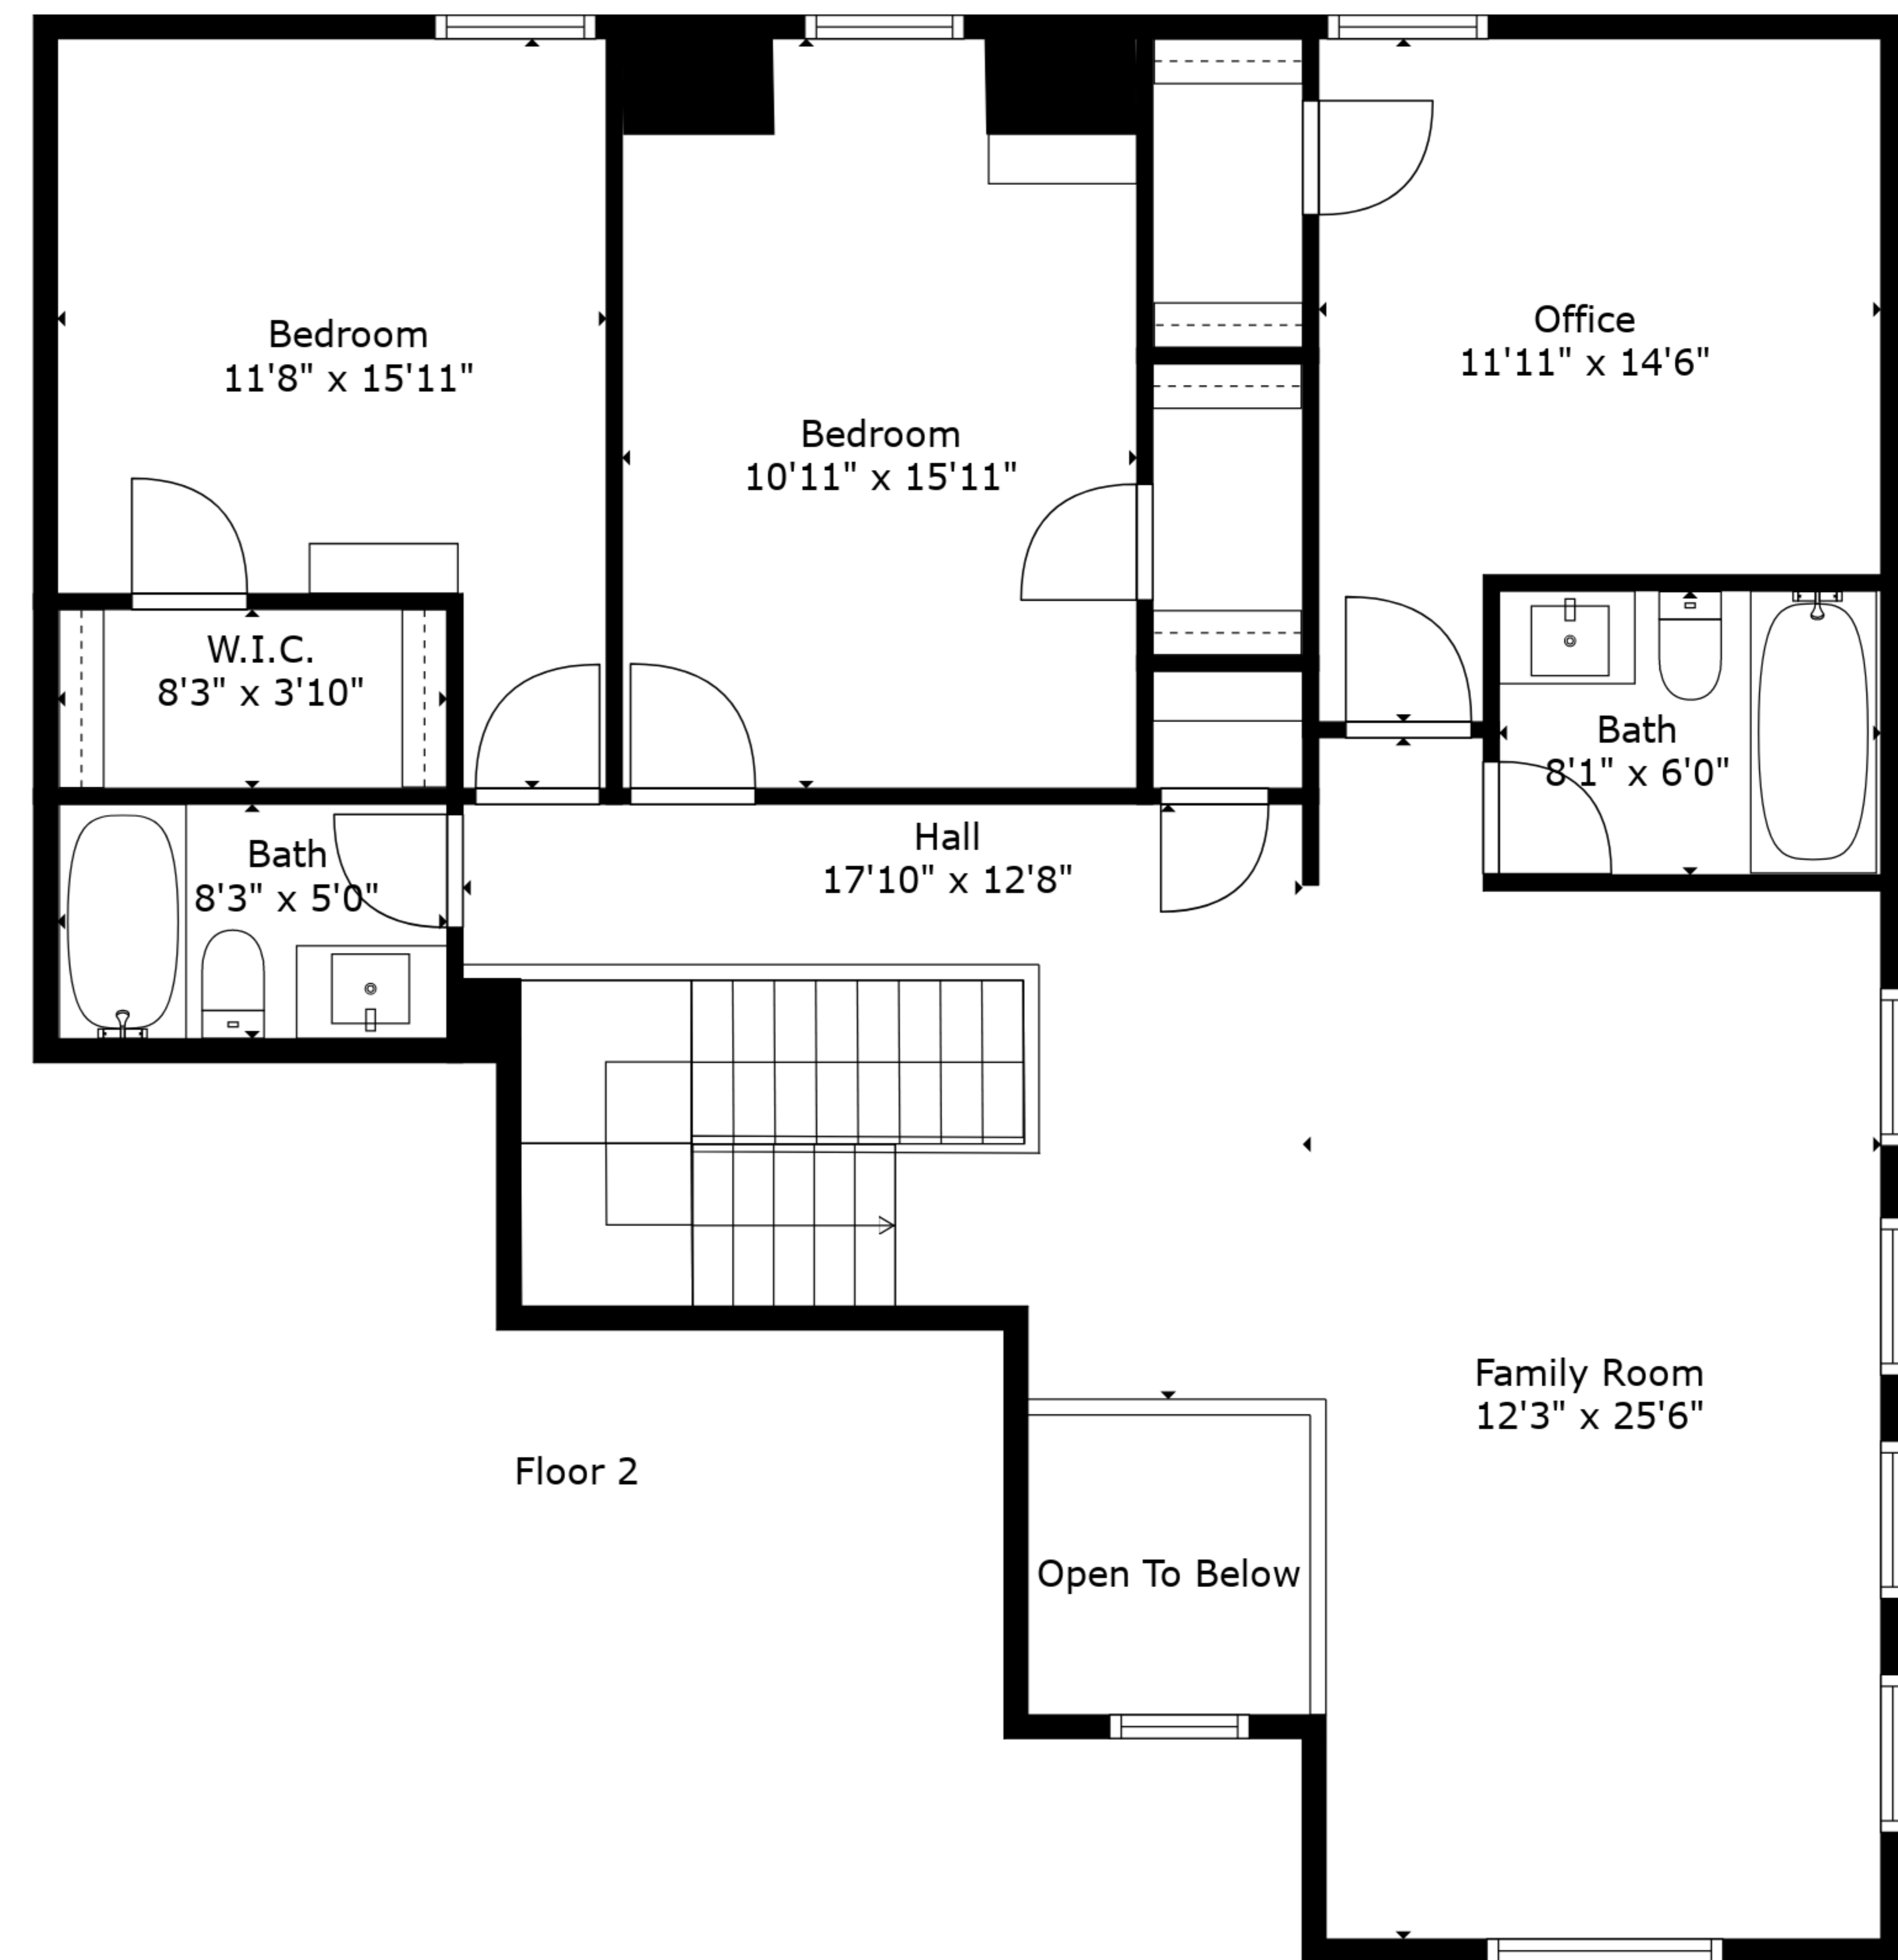 Bedroom
11'8" x 15'11"
Bedroom
10'11" x 15'11"
Office
11'11" x 14'6"
W.I.C.
8'3" x 3'10"
Bath
8'1" x 6'0"
Bath
8'3" x 5'0"
Hall
17'10" x 12'8"
Family Room
12'3" x 25'6"
Floor 2
Open To Below